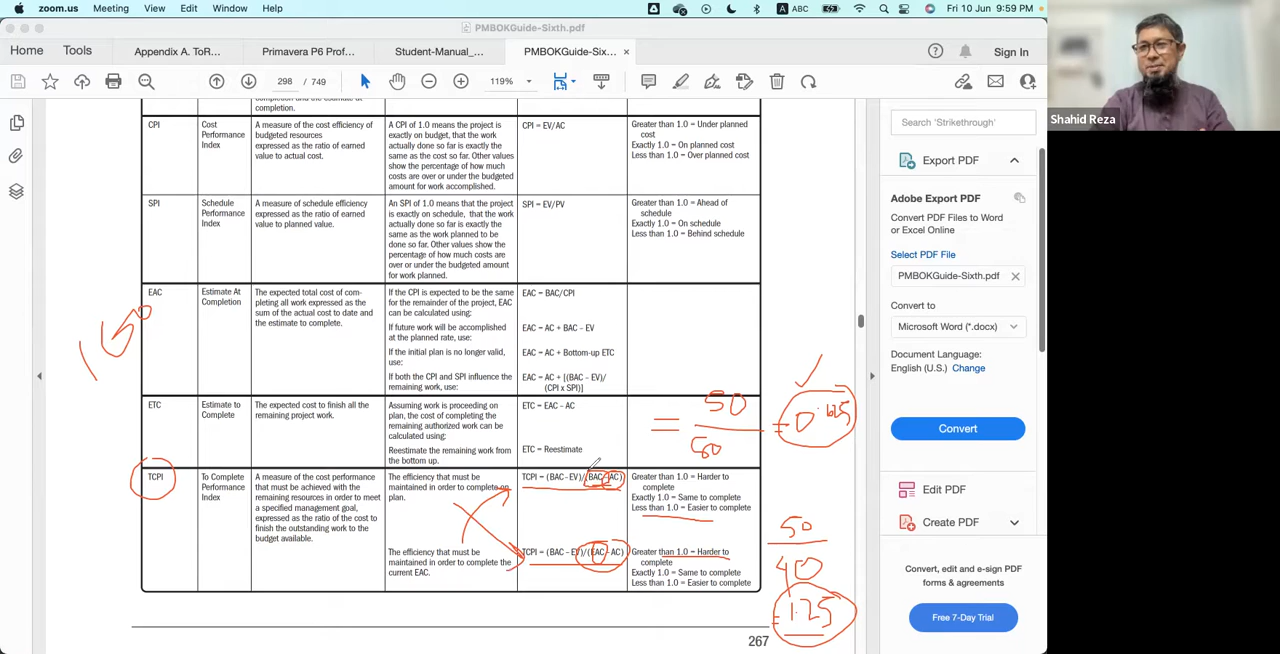 zoom.us Meeting View Edit Window Help
ABC Fri 10 Jun 9:59 PM
PMBOKGuide-Sixth.pdf
Home Tools Appendix A. ToR... Primavera P6 Prof... Student-Manual_... PMBOKGuide-Six... × Sign In
298 / 749 119%
completion and the estimate at
completion.
CPI
Cost
Performance
Index
A measure of the cost efficiency of
budgeted resources
expressed as the ratio of earned
value to actual cost.
A CPI of 1.0 means the project is
exactly on budget, that the work
actually done so far is exactly the
same as the cost so far. Other values
show the percentage of how much
costs are over or under the budgeted
amount for work accomplished.
CPI = EV/AC
Greater than 1.0 = Under planned
cost
Exactly 1.0 = On planned cost
Less than 1.0 = Over planned cost
SPI
Schedule
Performance
Index
A measure of schedule efficiency
expressed as the ratio of earned
value to planned value.
An SPI of 1.0 means that the project
is exactly on schedule, that the work
actually done so far is exactly the
same as the work planned to be
done so far. Other values show the
percentage of how much costs are
over or under the budgeted amount
for work planned.
SPI = EV/PV
Greater than 1.0 = Ahead of
schedule
Exactly 1.0 = On schedule
Less than 1.0 = Behind schedule
EAC
Estimate At
Completion
The expected total cost of com-
pleting all work expressed as the
sum of the actual cost to date and
the estimate to complete.
If the CPI is expected to be the same
for the remainder of the project, EAC
can be calculated using:
If future work will be accomplished
at the planned rate, use:
If the initial plan is no longer valid,
use:
If both the CPI and SPI influence the
remaining work, use:
EAC = BAC/CPI
EAC = AC + BAC – EV
EAC = AC + Bottom-up ETC
EAC = AC + [(BAC – EV)/
(CPI x SPI)]
ETC
Estimate to
Complete
The expected cost to finish all the
remaining project work.
Assuming work is proceeding on
plan, the cost of completing the
remaining authorized work can be
calculated using:
Reestimate the remaining work from
the bottom up.
ETC = EAC – AC
ETC = Reestimate
TCPI
To Complete
Performance
Index
A measure of the cost performance
that must be achieved with the
remaining resources in order to meet
a specified management goal,
expressed as the ratio of the cost to
finish the outstanding work to the
budget available.
The efficiency that must be
maintained in order to complete on
plan.
The efficiency that must be
maintained in order to complete the
current EAC.
TCPI = (BAC – EV)/(BAC – AC)
TCPI = (BAC – EV)/(EAC – AC)
Greater than 1.0 = Harder to
complete
Exactly 1.0 = Same to complete
Less than 1.0 = Easier to complete
Greater than 1.0 = Harder to
complete
Exactly 1.0 = Same to complete
Less than 1.0 = Easier to complete
267
= 50
80
= 0.625
50
40
= 1.25
Search 'Strikethrough'
Export PDF
Adobe Export PDF
Convert PDF Files to Word
or Excel Online
Select PDF File
PMBOKGuide-Sixth.pdf ×
Convert to
Microsoft Word (*.docx)
Document Language:
English (U.S.) Change
Convert
Edit PDF
Create PDF
Convert, edit and e-sign PDF
forms & agreements
Free 7-Day Trial
Shahid Reza